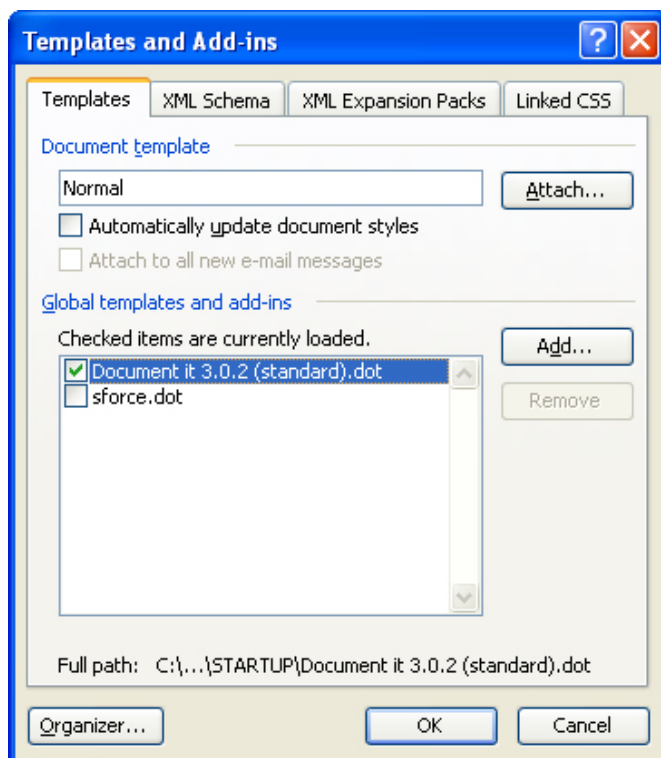 Templates and Add-ins
Templates XML Schema XML Expansion Packs Linked CSS
Document template
Normal Attach...
Automatically update document styles
Attach to all new e-mail messages
Global templates and add-ins
Checked items are currently loaded. Add...
Document it 3.0.2 (standard).dot
sforce.dot Remove
Full path: C:\...\STARTUP\Document it 3.0.2 (standard).dot
Organizer... OK Cancel